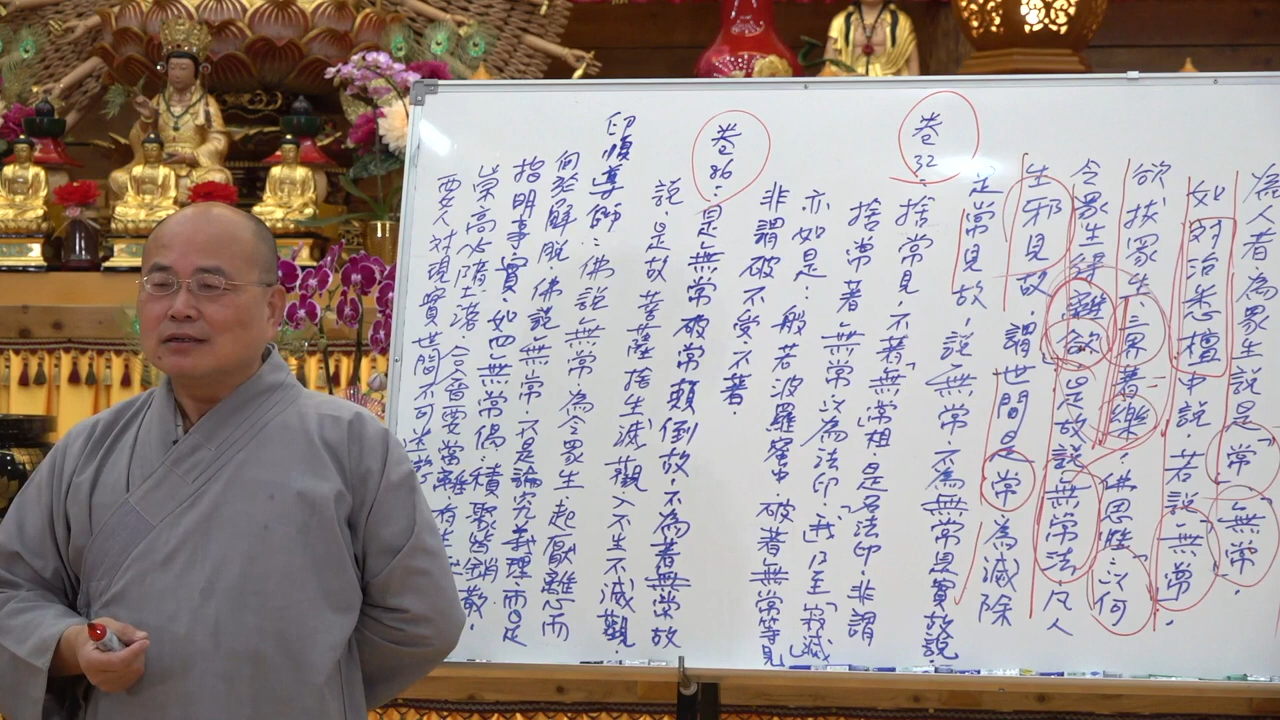 為人者、為眾生說是常、無常。
如對治悉檀中說。若說無常、
欲拔眾生三界著樂、佛思惟:以何
令眾生得離欲、是故說無常法。凡人
生邪見故、謂世間是常、為滅除
是常見故,說無常、不為無常是實故說。
卷32:捨常見,不著「無常」相,是名法印,非謂
捨常著無常,以為法印;我乃至寂滅
亦如是:般若波羅蜜中,破著無常等見
非謂破不受不著。
卷86:是無常破常顛倒故,不為著無常故
說,是故菩薩捨生滅觀、入不生不滅觀。
印順導師:佛說無常,為令眾生,起厭離心而
向於解脫,佛說無常,不是論究義理,而是
指明事實,如四無常偈,積聚皆銷散,
崇高必墮落、合會要當離、有生
要人對現實世間不可迷戀